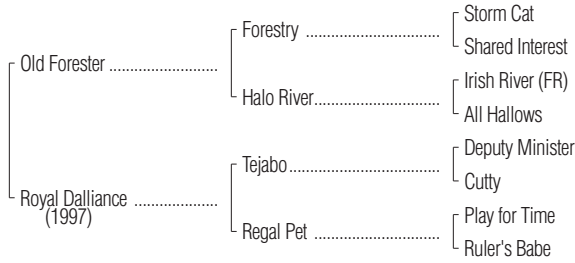 Storm Cat
Forestry ........................................
Shared Interest
Old Forester ................................
Irish River (FR)
Halo River.....................................
All Hallows
Deputy Minister
Tejabo............................................
Cutty
Royal Dalliance ........................
(1997)
Play for Time
Regal Pet .....................................
Ruler's Babe